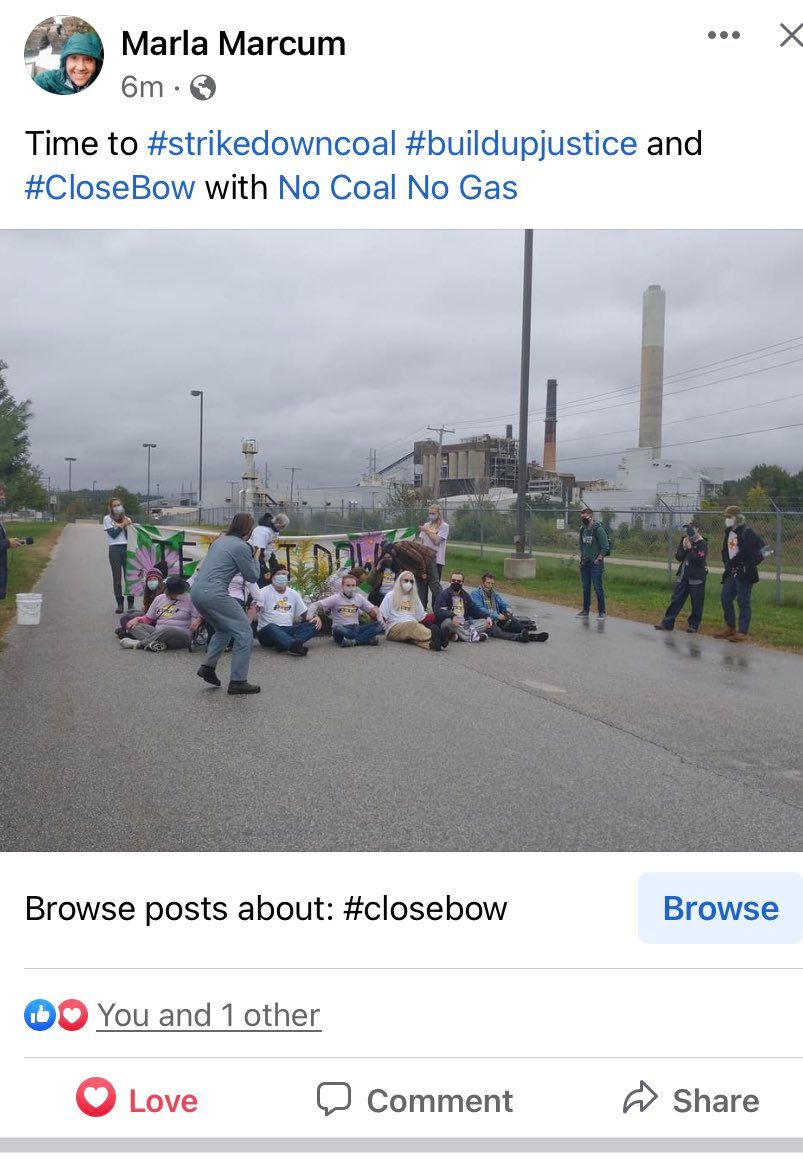 Marla Marcum
6m ·
Time to #strikedowncoal #buildupjustice and
#CloseBow with No Coal No Gas
Browse posts about: #closebow
Browse
You and 1 other
Love
Comment
Share